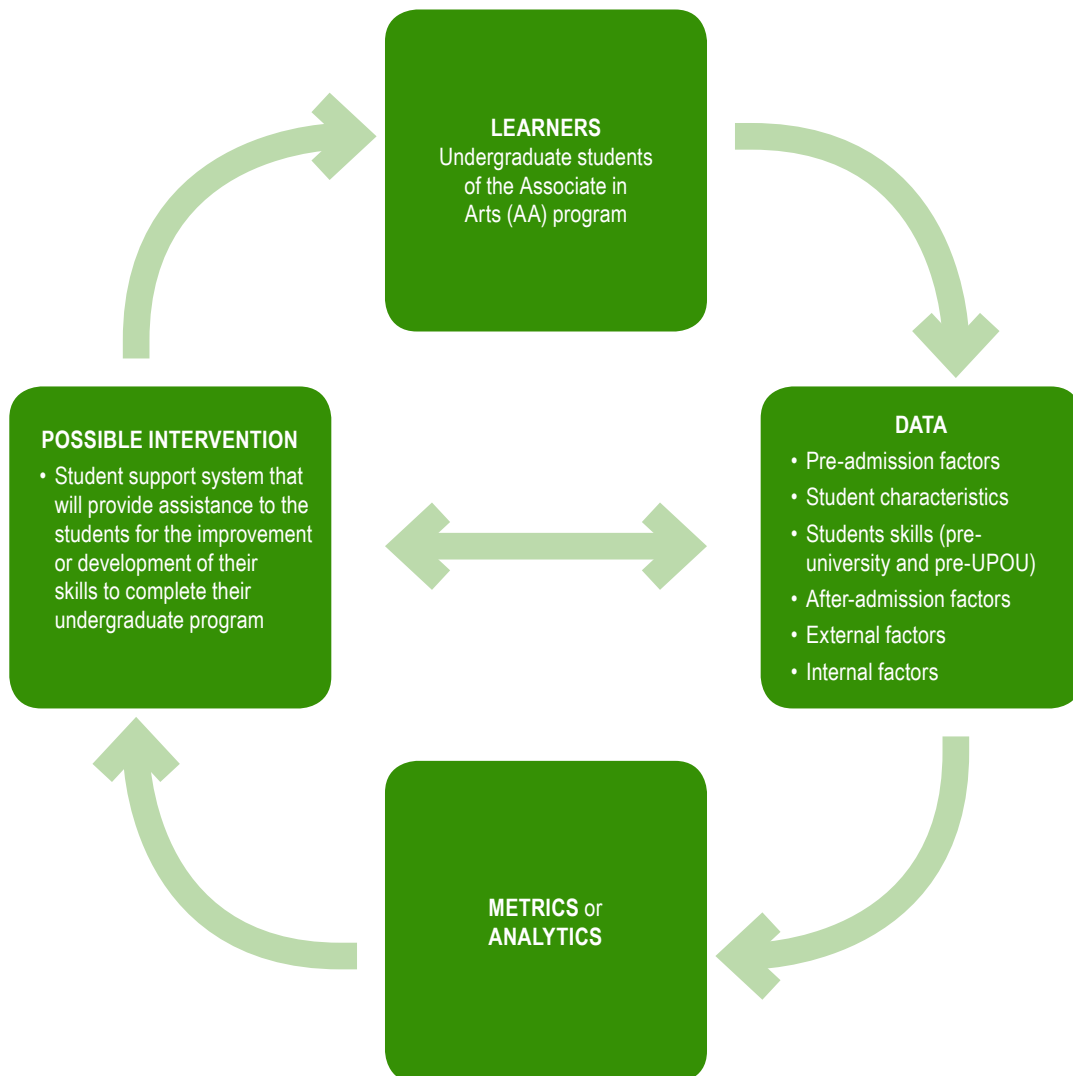 LEARNERS
Undergraduate students
of the Associate in
Arts (AA) program
POSSIBLE INTERVENTION
• Student support system that
will provide assistance to the
students for the improvement
or development of their
skills to complete their
undergraduate program
DATA
• Pre-admission factors
• Student characteristics
• Students skills (pre-
university and pre-UPOU)
• After-admission factors
• External factors
• Internal factors
METRICS or
ANALYTICS